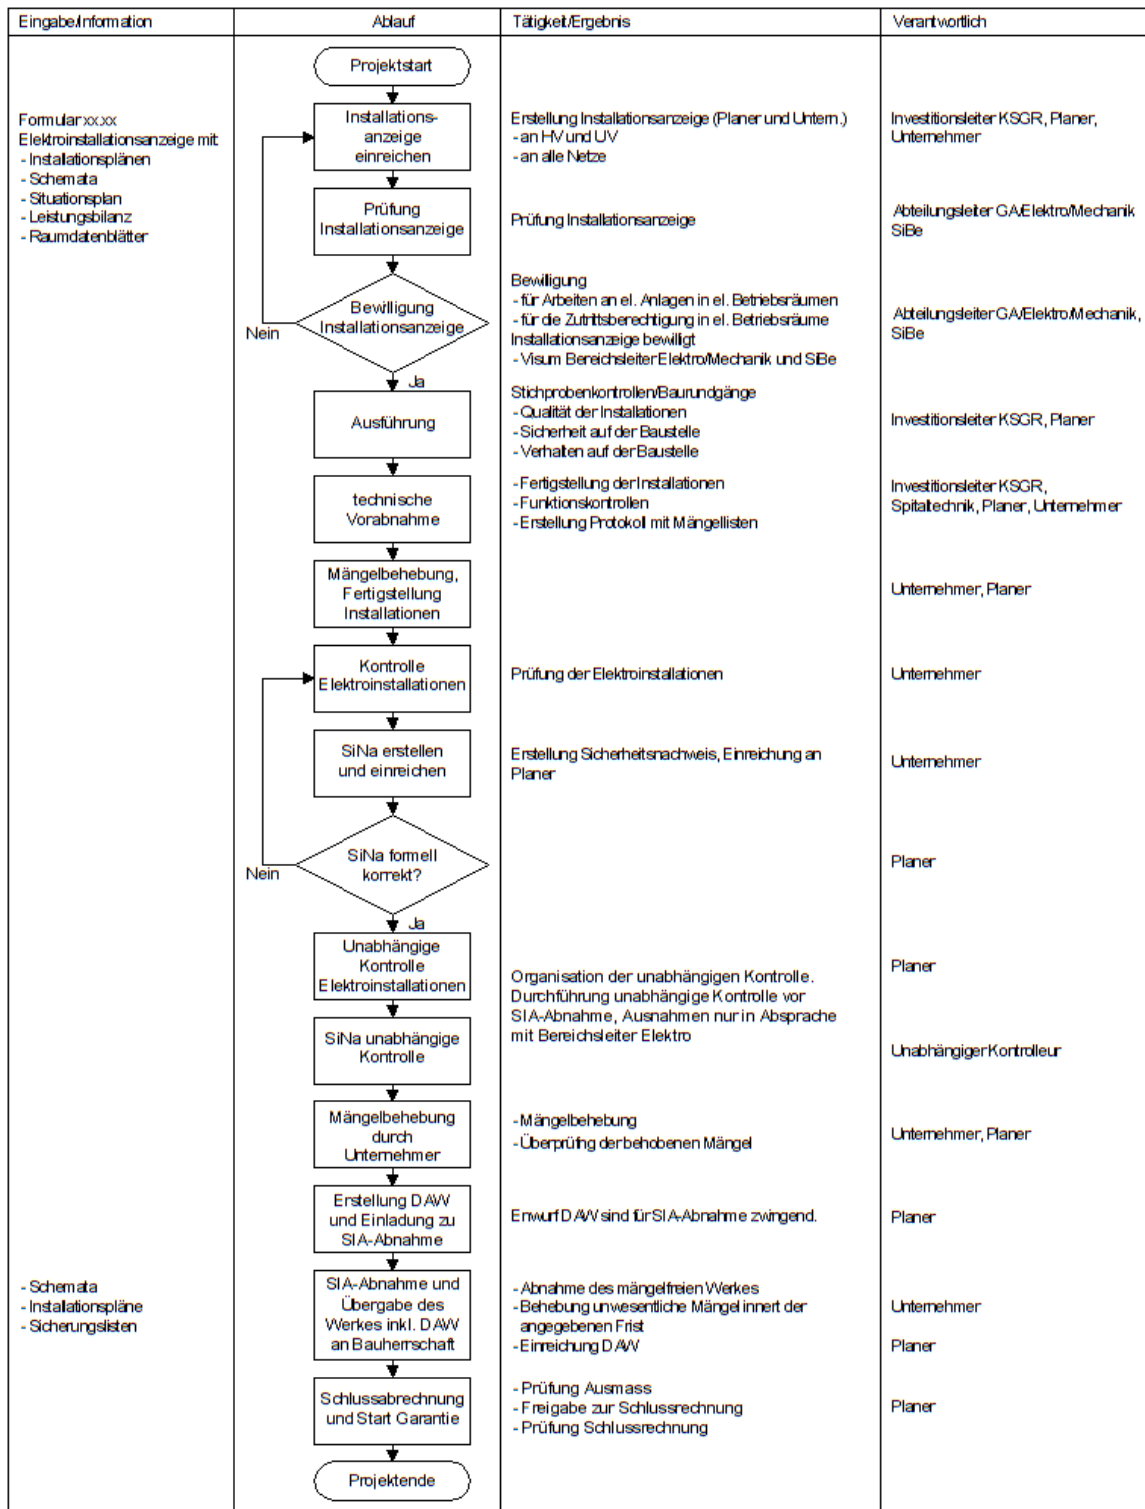 Eingabe/Information
Ablauf
Tätigkeit/Ergebnis
Verantwortlich
Projektstart
Formular xx.xx
Elektroinstallationsanzeige mit
- Installationsplänen
- Schemata
- Situationsplan
- Leistungsbilanz
- Raumdatenblätter
Installations-
anzeige
einreichen
Erstellung Installationsanzeige (Planer und Untern.)
- an HV und UV
- an alle Netze
Investitionsleiter KSGR, Planer,
Unternehmer
Prüfung
Installationsanzeige
Prüfung Installationsanzeige
Abteilungsleiter GA/Elektro/Mechanik
SiBe
Bewilligung
Installationsanzeige
Nein
Ja
Bewilligung
- für Arbeiten an el. Anlagen in el. Betriebsräumen
- für die Zutrittsberechtigung in el. Betriebsräume
Installationsanzeige bewilligt
- Visum Bereichsleiter Elektro/Mechanik und SiBe
Abteilungsleiter GA/Elektro/Mechanik,
SiBe
Ausführung
Stichprobenkontrollen/Baurundgänge
- Qualität der Installationen
- Sicherheit auf der Baustelle
- Verhalten auf der Baustelle
Investitionsleiter KSGR, Planer
technische
Vorabnahme
- Fertigstellung der Installationen
- Funktionskontrollen
- Erstellung Protokoll mit Mängellisten
Investitionsleiter KSGR,
Spitaltechnik, Planer, Unternehmer
Mängelbehebung,
Fertigstellung
Installationen
Unternehmer, Planer
Kontrolle
Elektroinstallationen
Prüfung der Elektroinstallationen
Unternehmer
SiNa erstellen
und einreichen
Erstellung Sicherheitsnachweis, Einreichung an
Planer
Unternehmer
SiNa formell
korrekt?
Nein
Ja
Planer
Unabhängige
Kontrolle
Elektroinstallationen
Organisation der unabhängigen Kontrolle.
Durchführung unabhängige Kontrolle vor
SIA-Abnahme, Ausnahmen nur in Absprache
mit Bereichsleiter Elektro
Planer
SiNa unabhängige
Kontrolle
Unabhängiger Kontrolleur
Mängelbehebung
durch
Unternehmer
- Mängelbehebung
- Überprüfng der behobenen Mängel
Unternehmer, Planer
Erstellung DAW
und Einladung zu
SIA-Abnahme
Enwurf DAW sind für SIA-Abnahme zwingend.
Planer
- Schemata
- Installationspläne
- Sicherungslisten
SIA-Abnahme und
Übergabe des
Werkes inkl. DAW
an Bauherrschaft
- Abnahme des mängelfreien Werkes
- Behebung unwesentliche Mängel innert der
angegebenen Frist
- Einreichung DAW
Unternehmer
Planer
Schlussabrechnung
und Start Garantie
- Prüfung Ausmass
- Freigabe zur Schlussrechnung
- Prüfung Schlussrechnung
Planer
Projektende